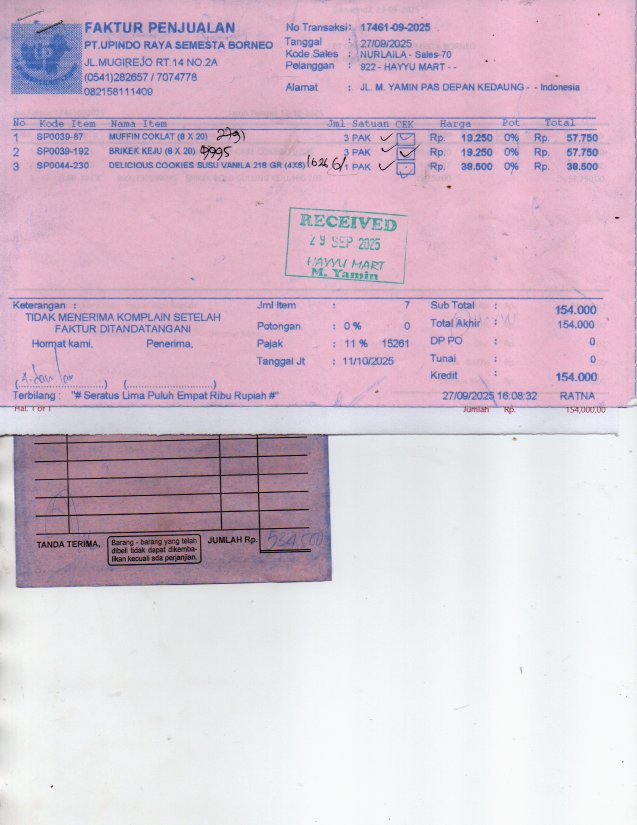 FAKTUR PENJUALAN
PT.UPINDO RAYA SEMESTA BORNEO
JL.MUGIREJO RT.14 NO.2A
(0541)282657 / 7074778
082158111409
No Transaksi: 17461-09-2025
Tanggal : 27/09/2025
Kode Sales : NURLAILA - Sales-70
Pelanggan : 922 - HAYYU MART - -
Alamat : JL. M. YAMIN PAS DEPAN KEDAUNG - - Indonesia
No Kode Item Nama Item Jml Satuan CEK Harga Pot Total
1 SP0039-87 MUFFIN COKLAT (8 X 20) 2791 3 PAK Rp. 19.250 0% Rp. 57.750
2 SP0039-192 BRIKEK KEJU (8 X 20) 9995 3 PAK Rp. 19.250 0% Rp. 57.750
3 SP0044-230 DELICIOUS COOKIES SUSU VANILA 218 GR (4X6) 1 PAK Rp. 38.500 0% Rp. 38.500
RECEIVED
29 SEP 2025
HAYYU MART
M. Yamin
Keterangan :
TIDAK MENERIMA KOMPLAIN SETELAH
FAKTUR DITANDATANGANI
Hormat kami, Penerima,
(..........................) (..........................)
Jml Item : 7
Potongan : 0 % 0
Pajak : 11 % 15261
Tanggal Jt : 11/10/2025
Sub Total : 154.000
Total Akhir : 154.000
DP PO : 0
Tunai : 0
Kredit : 154.000
Terbilang : "# Seratus Lima Puluh Empat Ribu Rupiah #"
27/09/2025 16:08:32 RATNA
Hal. 1 of 1 Jumlah Rp. 154,000.00
TANDA TERIMA,
Barang - barang yang telah
dibeli tidak dapat dikemba-
likan kecuali ada perjanjian.
JUMLAH Rp. 534.500